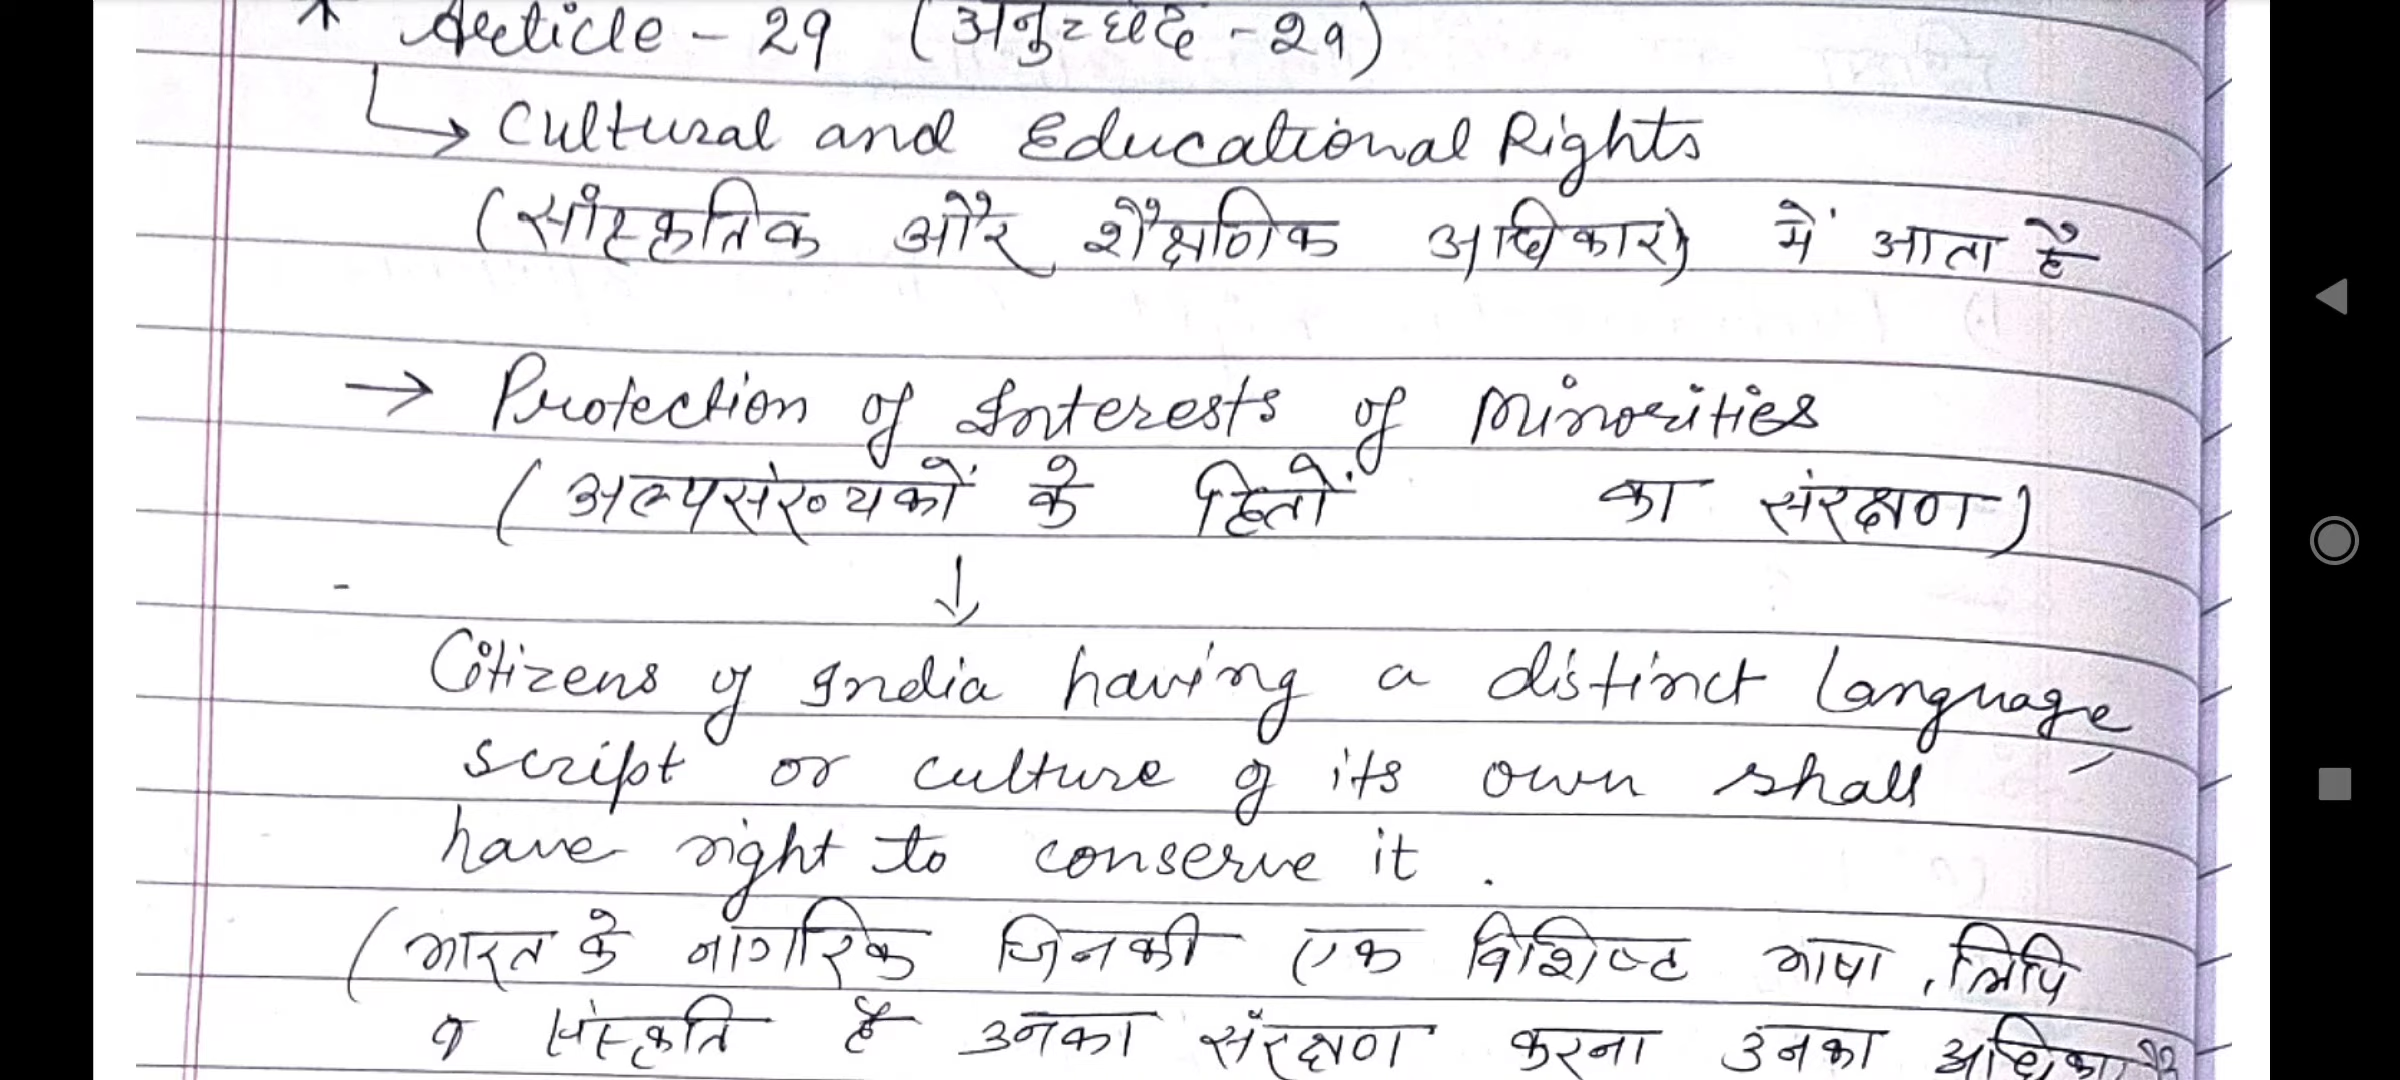 * Article - 29 (अनुच्छेद - 29)
↳ Cultural and Educational Rights
(सांस्कृतिक और शैक्षणिक अधिकार) में आता है
→ Protection of Interests of Minorities
(अल्पसंख्यकों के हितों का संरक्षण)
↓
Citizens of India having a distinct language,
script or culture of its own shall
have right to conserve it.
(भारत के नागरिक जिनकी एक विशिष्ट भाषा, लिपि
व संस्कृति है उनका संरक्षण करना उनका